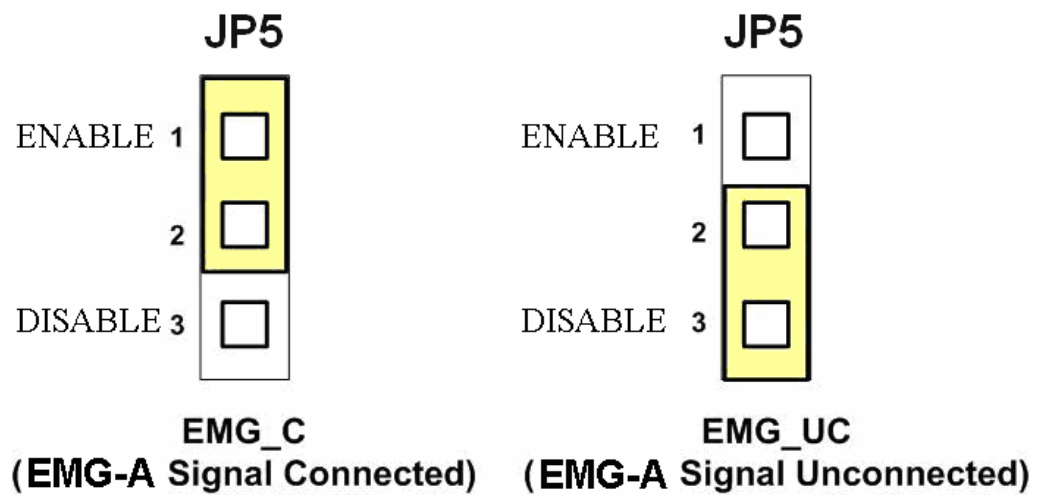 JP5
ENABLE 1
2
DISABLE 3
EMG_C
(EMG-A Signal Connected)
JP5
ENABLE 1
2
DISABLE 3
EMG_UC
(EMG-A Signal Unconnected)